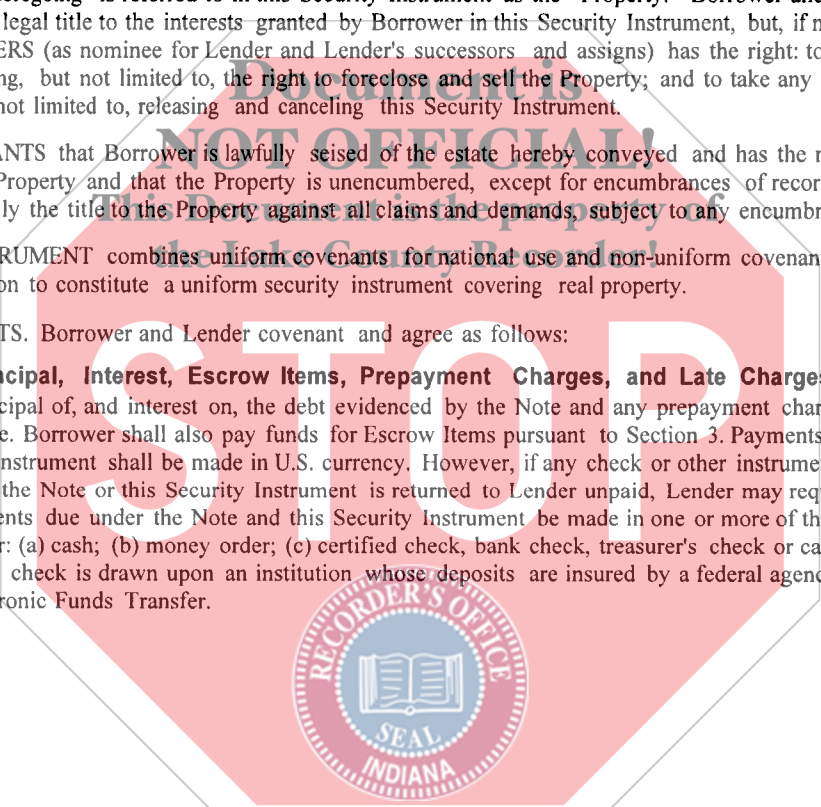 is referred to in this Security Instrument as the "Property." Borrower
legal title to the interests granted by Borrower in this Security Instrument, but, if
ERS (as nominee for Lender and Lender's successors and assigns) has the right: to
ng, but not limited to, the right to foreclose and sell the Property; and to take any
not limited to, releasing and canceling this Security Instrument.
Document is
NOT OFFICIAL!
This Document is the property of
the Lake County Recorder!
ANTS that Borrower is lawfully seised of the estate hereby conveyed and has the
Property and that the Property is unencumbered, except for encumbrances of recor
ly the title to the Property against all claims and demands, subject to any encumbr
RUMENT combines uniform covenants for national use and non-uniform covenan
on to constitute a uniform security instrument covering real property.
TS. Borrower and Lender covenant and agree as follows:
STOP
ncipal, Interest, Escrow Items, Prepayment Charges, and Late Charges
cipal of, and interest on, the debt evidenced by the Note and any prepayment char
e. Borrower shall also pay funds for Escrow Items pursuant to Section 3. Payments
nstrument shall be made in U.S. currency. However, if any check or other instrume
the Note or this Security Instrument is returned to Lender unpaid, Lender may req
ents due under the Note and this Security Instrument be made in one or more of th
r: (a) cash; (b) money order; (c) certified check, bank check, treasurer's check or ca
check is drawn upon an institution whose deposits are insured by a federal agenc
ronic Funds Transfer.
RECORDER'S OFFICE
SEAL
INDIANA